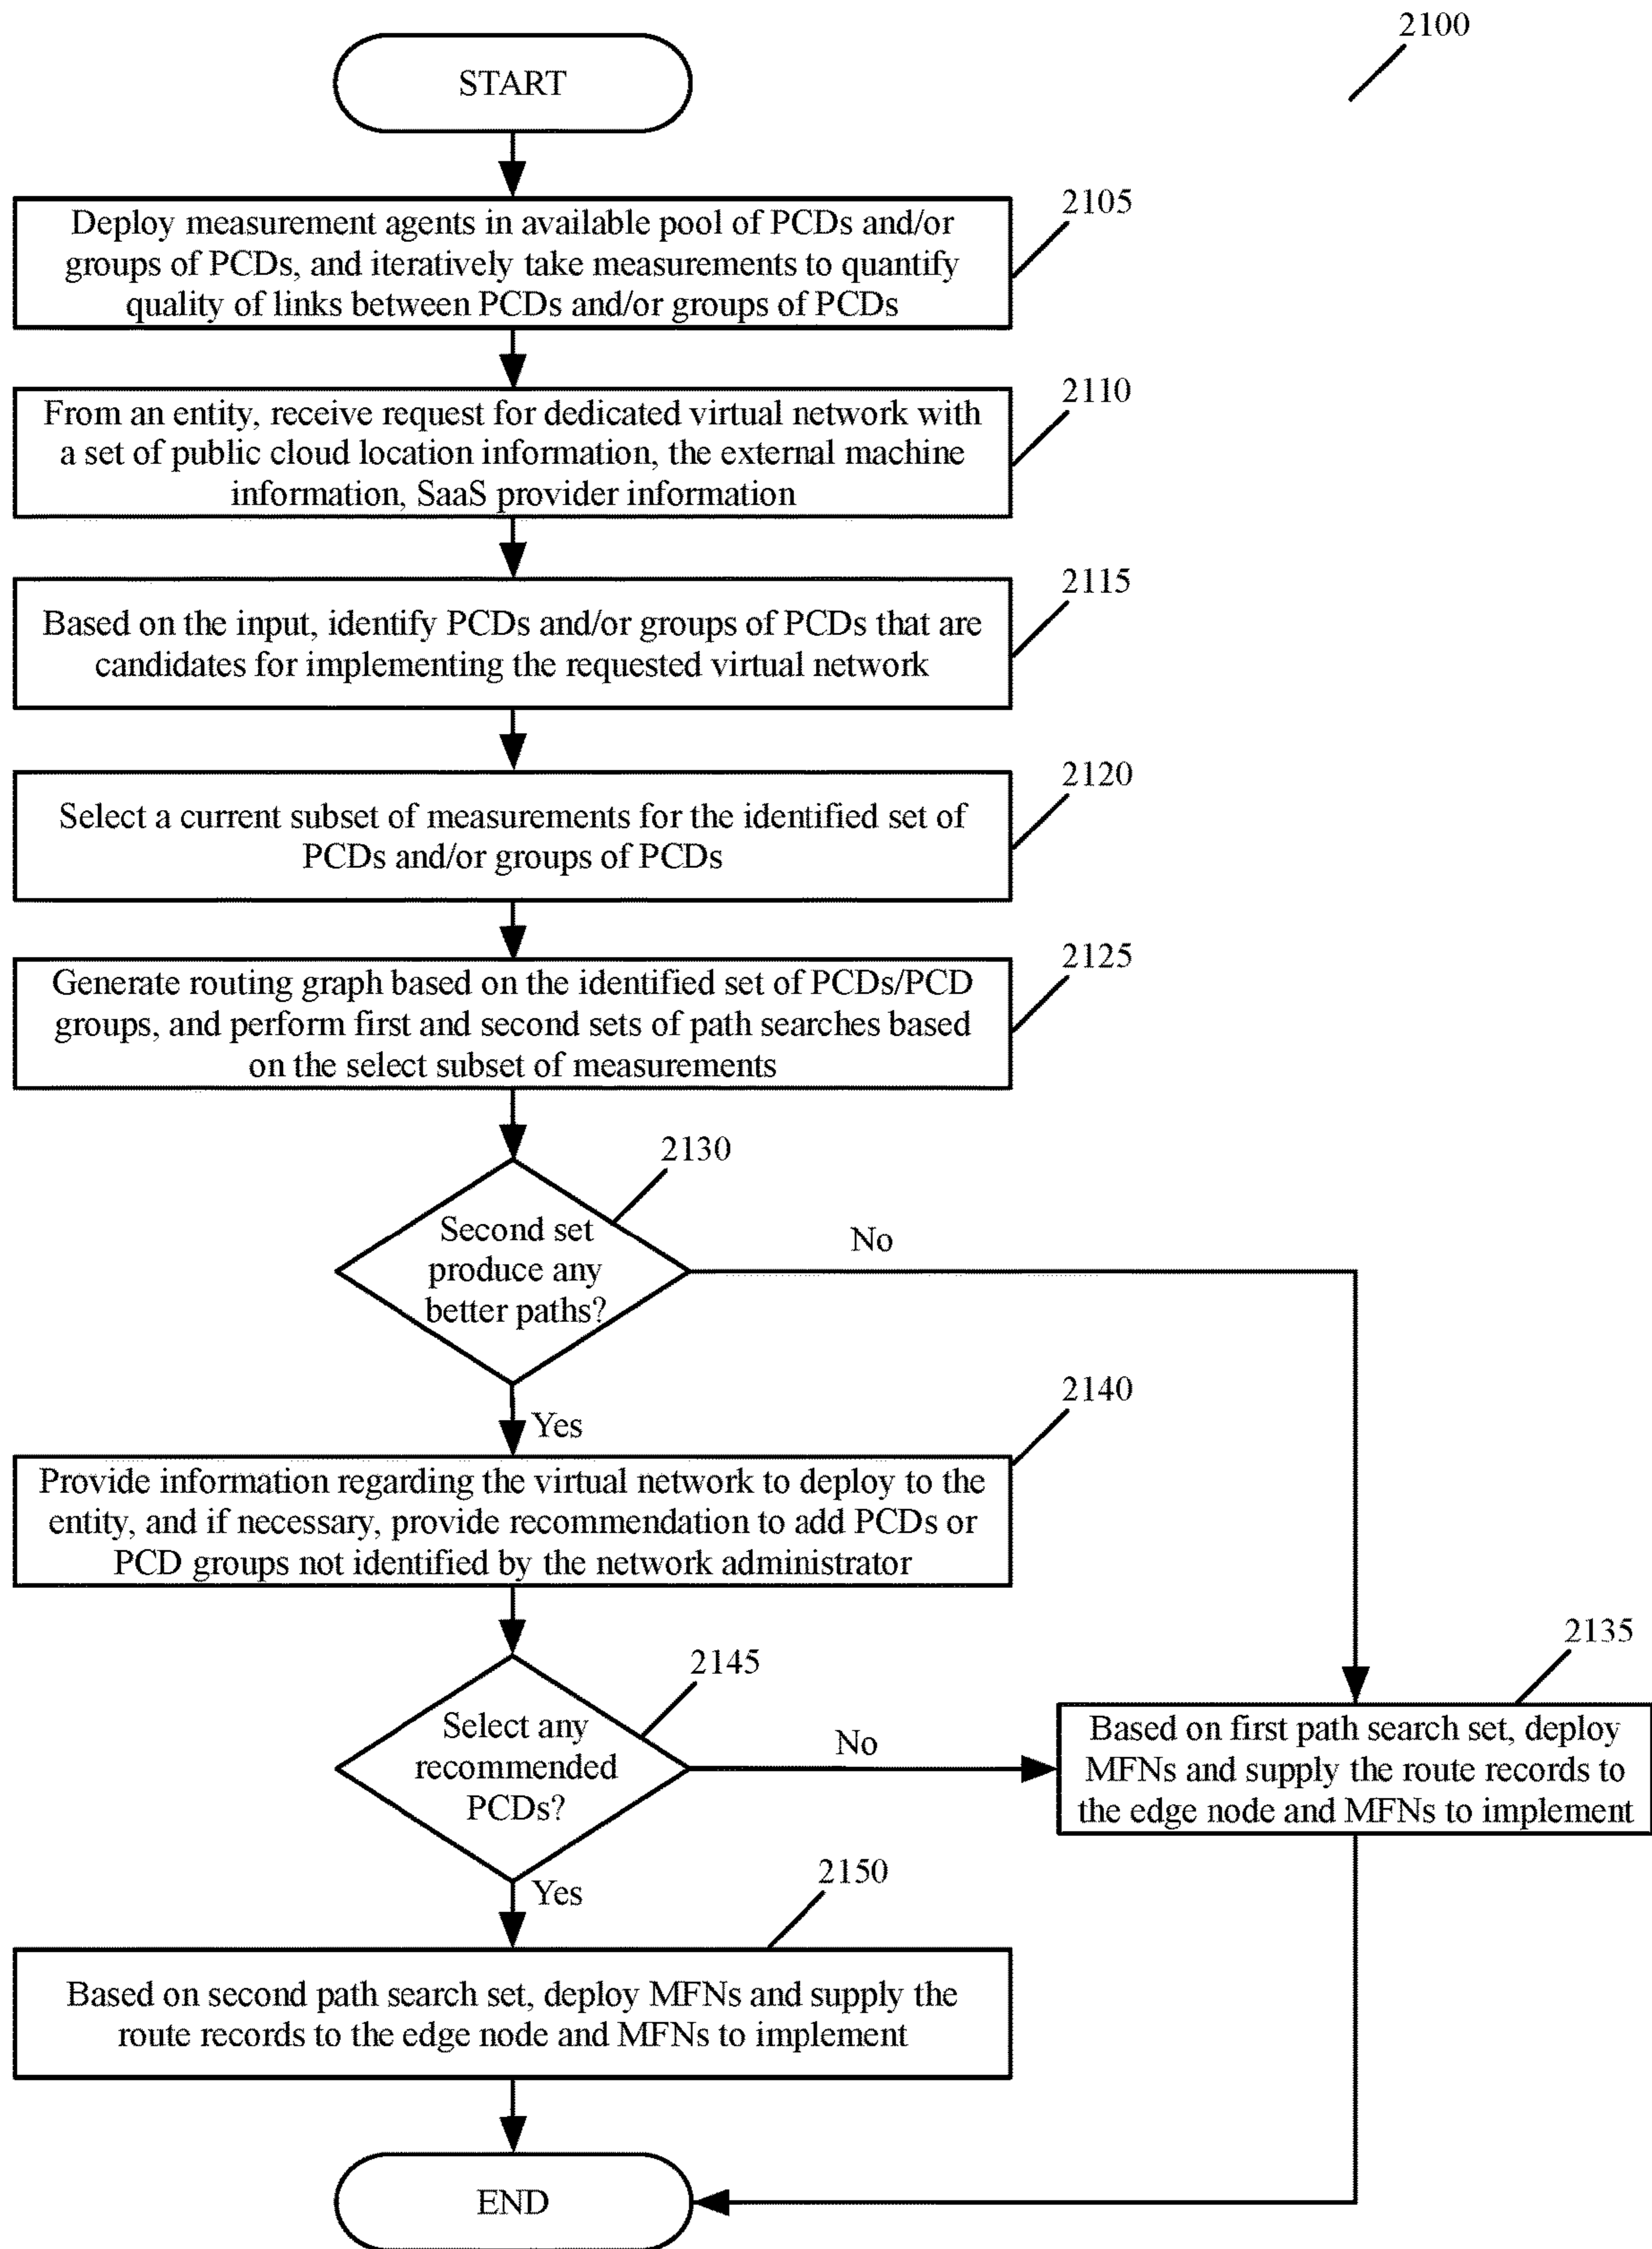 2100
START
2105
Deploy measurement agents in available pool of PCDs and/or
groups of PCDs, and iteratively take measurements to quantify
quality of links between PCDs and/or groups of PCDs
2110
From an entity, receive request for dedicated virtual network with
a set of public cloud location information, the external machine
information, SaaS provider information
2115
Based on the input, identify PCDs and/or groups of PCDs that are
candidates for implementing the requested virtual network
2120
Select a current subset of measurements for the identified set of
PCDs and/or groups of PCDs
2125
Generate routing graph based on the identified set of PCDs/PCD
groups, and perform first and second sets of path searches based
on the select subset of measurements
2130
Second set
produce any
better paths?
No
Yes
2140
Provide information regarding the virtual network to deploy to the
entity, and if necessary, provide recommendation to add PCDs or
PCD groups not identified by the network administrator
2145
Select any
recommended
PCDs?
No
2135
Based on first path search set, deploy
MFNs and supply the route records to
the edge node and MFNs to implement
Yes
2150
Based on second path search set, deploy MFNs and supply the
route records to the edge node and MFNs to implement
END